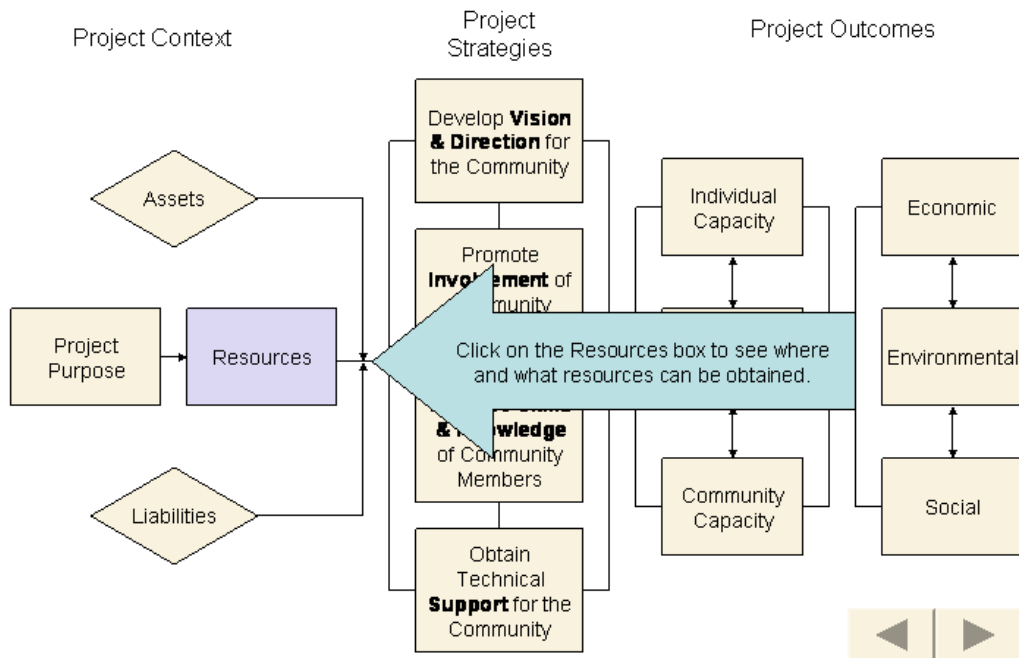 Project Context
Project
Strategies
Project Outcomes
Develop Vision
& Direction for
the Community
Assets
Individual
Capacity
Economic
Promote
Involvement of
Project
Purpose
Resources
Click on the Resources box to see where
and what resources can be obtained.
Environmental
& Knowledge
of Community
Members
Liabilities
Community
Capacity
Social
Obtain
Technical
Support for the
Community